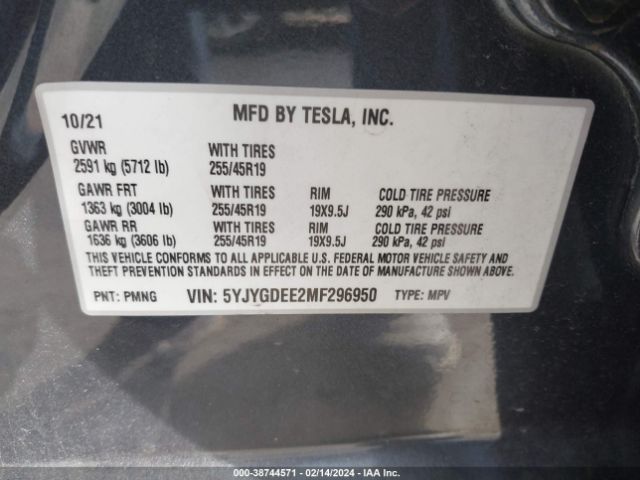 10/21 MFD BY TESLA, INC.
GVWR WITH TIRES
2591 kg (5712 lb) 255/45R19
GAWR FRT WITH TIRES RIM COLD TIRE PRESSURE
1363 kg (3004 lb) 255/45R19 19X9.5J 290 kPa, 42 psi
GAWR RR WITH TIRES RIM COLD TIRE PRESSURE
1636 kg (3606 lb) 255/45R19 19X9.5J 290 kPa, 42 psi
THIS VEHICLE CONFORMS TO ALL APPLICABLE U.S. FEDERAL MOTOR VEHICLE SAFETY AND
THEFT PREVENTION STANDARDS IN EFFECT ON THE DATE OF MANUFACTURE SHOWN ABOVE.
PNT: PMNG VIN: 5YJYGDEE2MF296950 TYPE: MPV
000-38744571 | 02/14/2024 | IAA Inc.